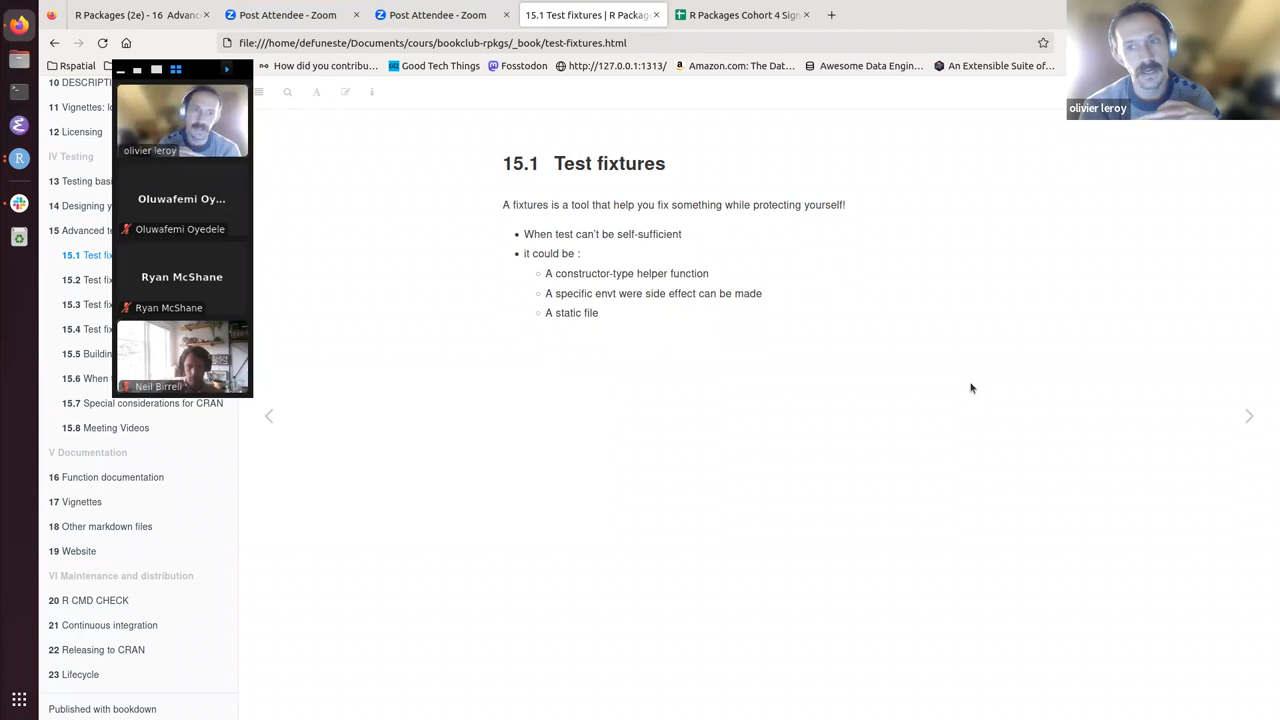 R Packages (2e) - 16 Advanc
Post Attendee - Zoom
Post Attendee - Zoom
15.1 Test fixtures | R Packag
R Packages Cohort 4 Sign
file:///home/defuneste/Documents/cours/bookclub-rpkgs/_book/test-fixtures.html
Rspatial
How did you contribu...
Good Tech Things
Fosstodon
http://127.0.0.1:1313/
Amazon.com: The Dat...
Awesome Data Engin...
An Extensible Suite of...
olivier leroy
olivier leroy
Oluwafemi Oy...
Oluwafemi Oyedele
Ryan McShane
Ryan McShane
Neil Birrell
10 DESCRIPTI
11 Vignettes: l
12 Licensing
IV Testing
13 Testing basi
14 Designing y
15 Advanced te
15.1 Test fix
15.2 Test fix
15.3 Test fix
15.4 Test fix
15.5 Buildin
15.6 When
15.7 Special considerations for CRAN
15.8 Meeting Videos
V Documentation
16 Function documentation
17 Vignettes
18 Other markdown files
19 Website
VI Maintenance and distribution
20 R CMD CHECK
21 Continuous integration
22 Releasing to CRAN
23 Lifecycle
Published with bookdown
15.1 Test fixtures
A fixtures is a tool that help you fix something while protecting yourself!
When test can't be self-sufficient
it could be :
A constructor-type helper function
A specific envt were side effect can be made
A static file